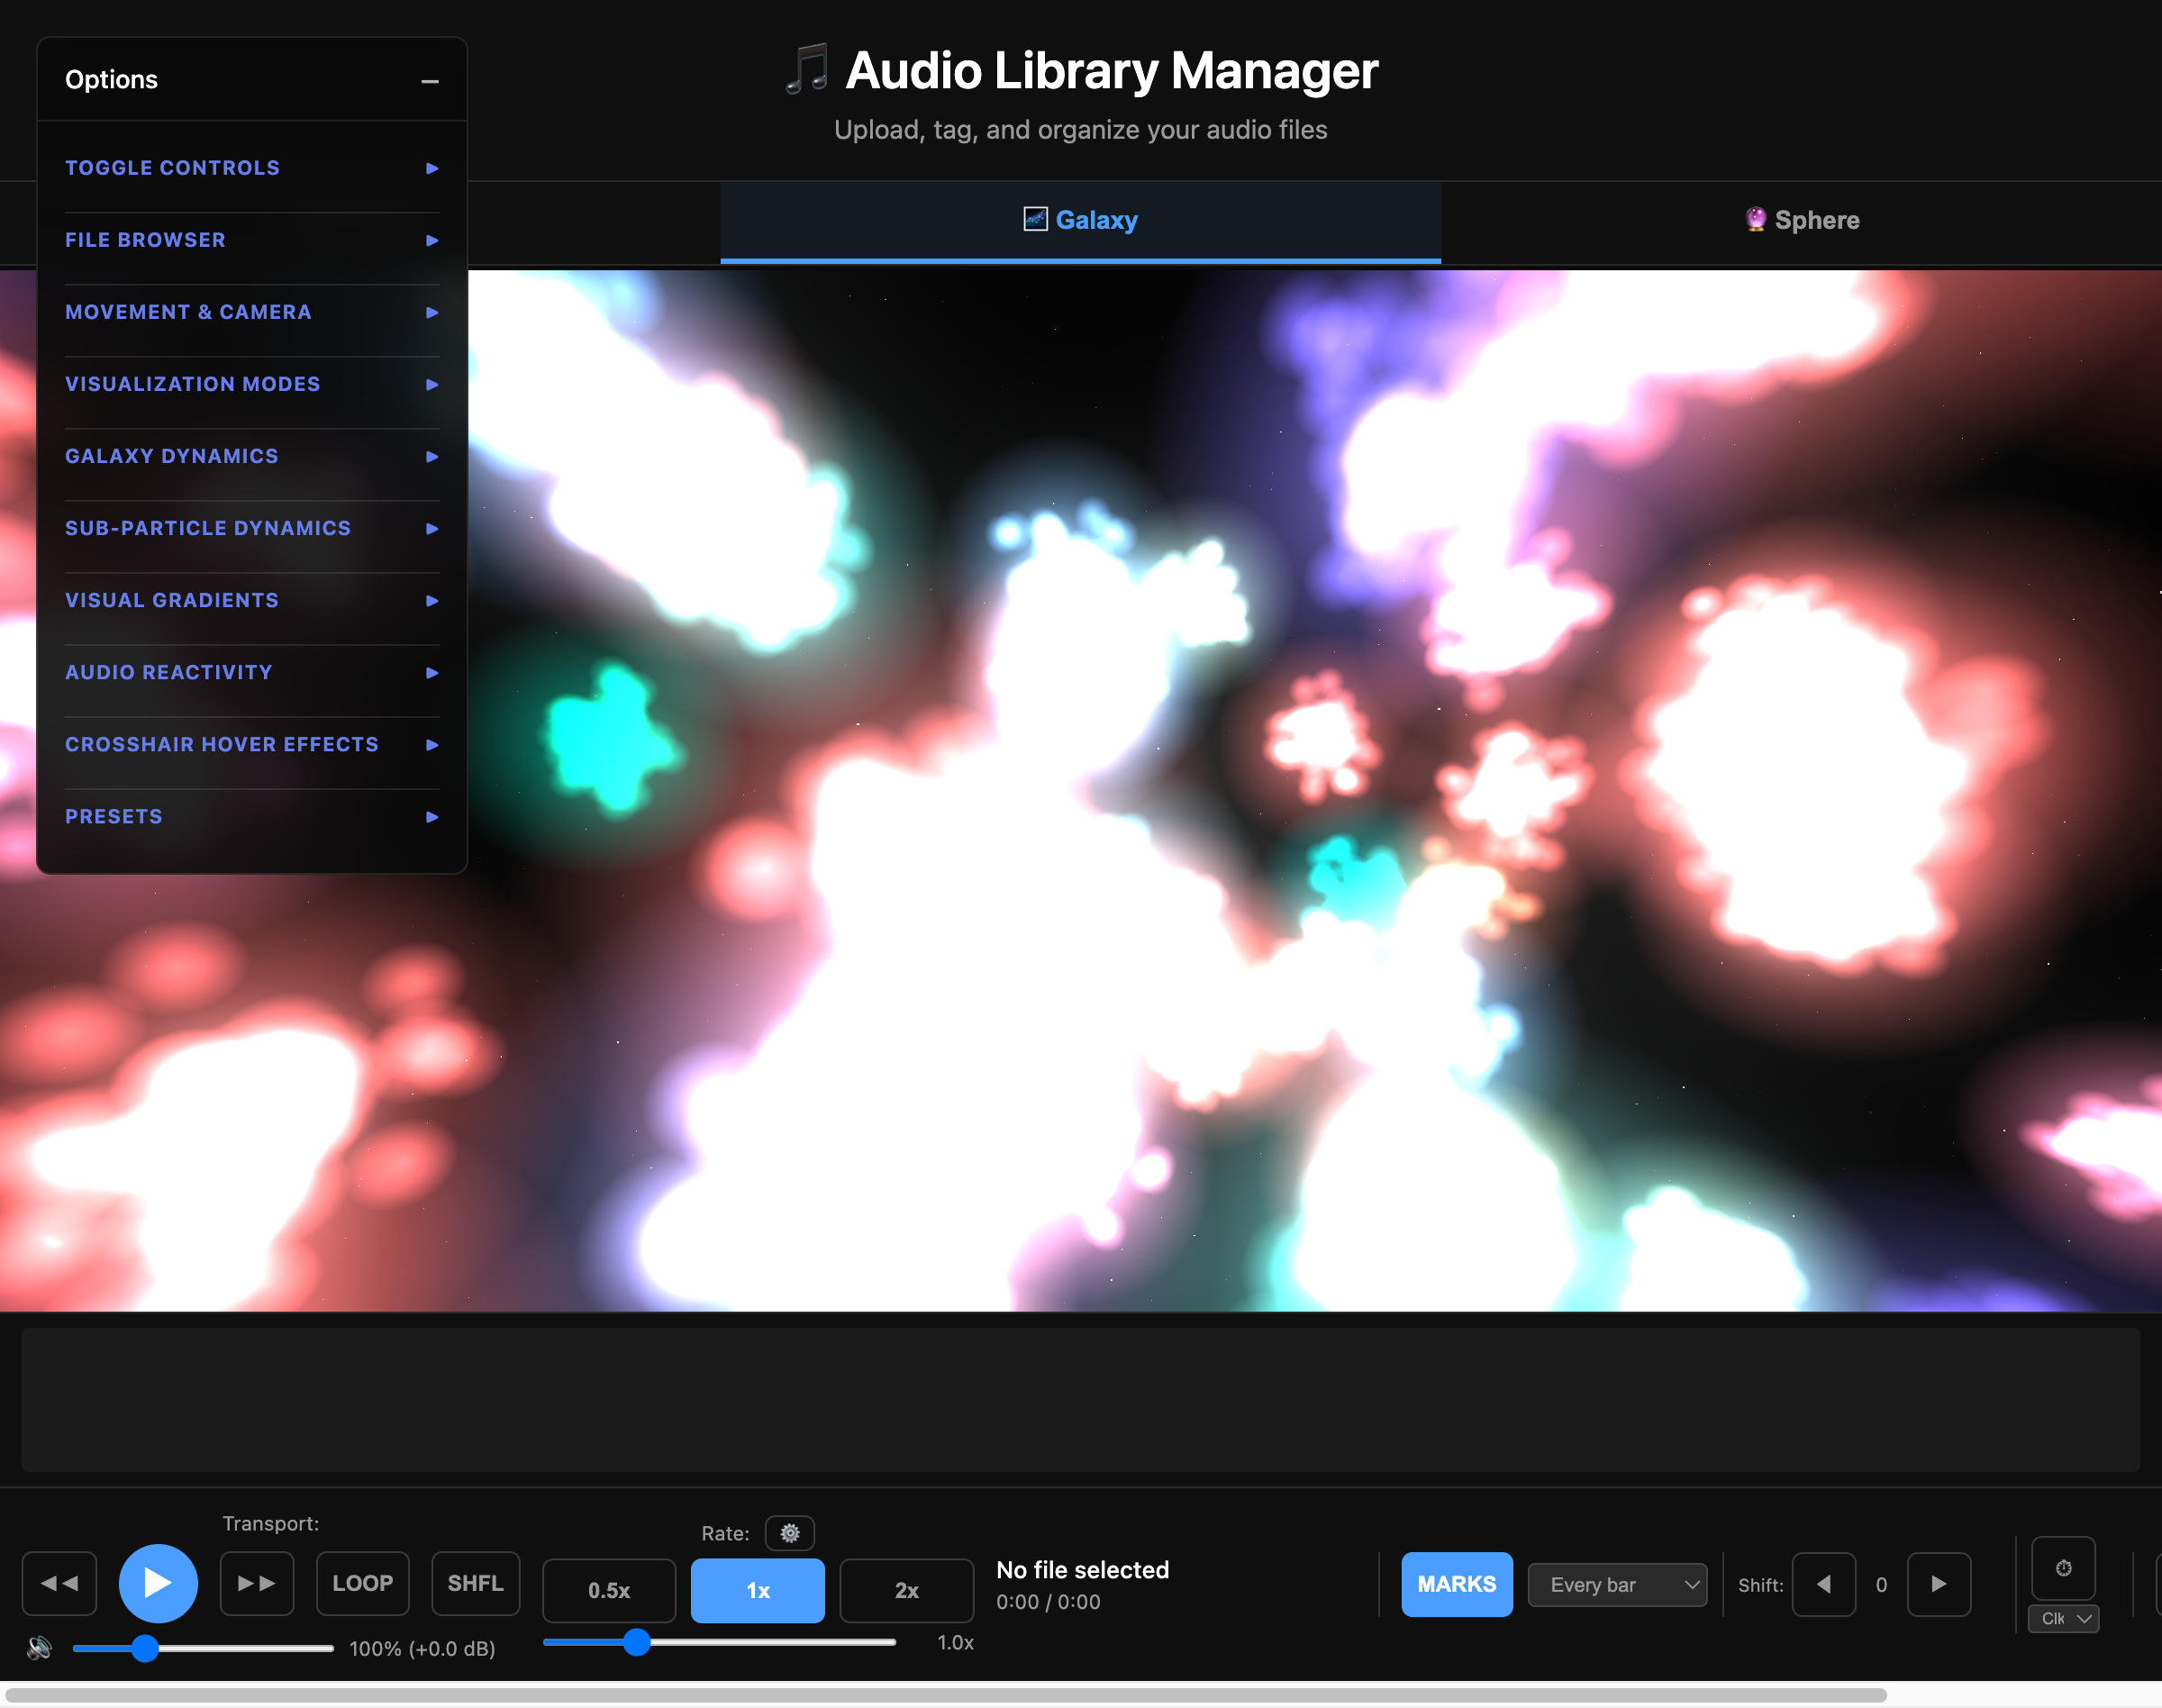 Options
TOGGLE CONTROLS
FILE BROWSER
MOVEMENT & CAMERA
VISUALIZATION MODES
GALAXY DYNAMICS
SUB-PARTICLE DYNAMICS
VISUAL GRADIENTS
AUDIO REACTIVITY
CROSSHAIR HOVER EFFECTS
PRESETS
Audio Library Manager
Upload, tag, and organize your audio files
Galaxy
Sphere
Transport:
LOOP
SHFL
100% (+0.0 dB)
Rate:
0.5x
1x
2x
1.0x
No file selected
0:00 / 0:00
MARKS
Every bar
Shift:
0
Clk